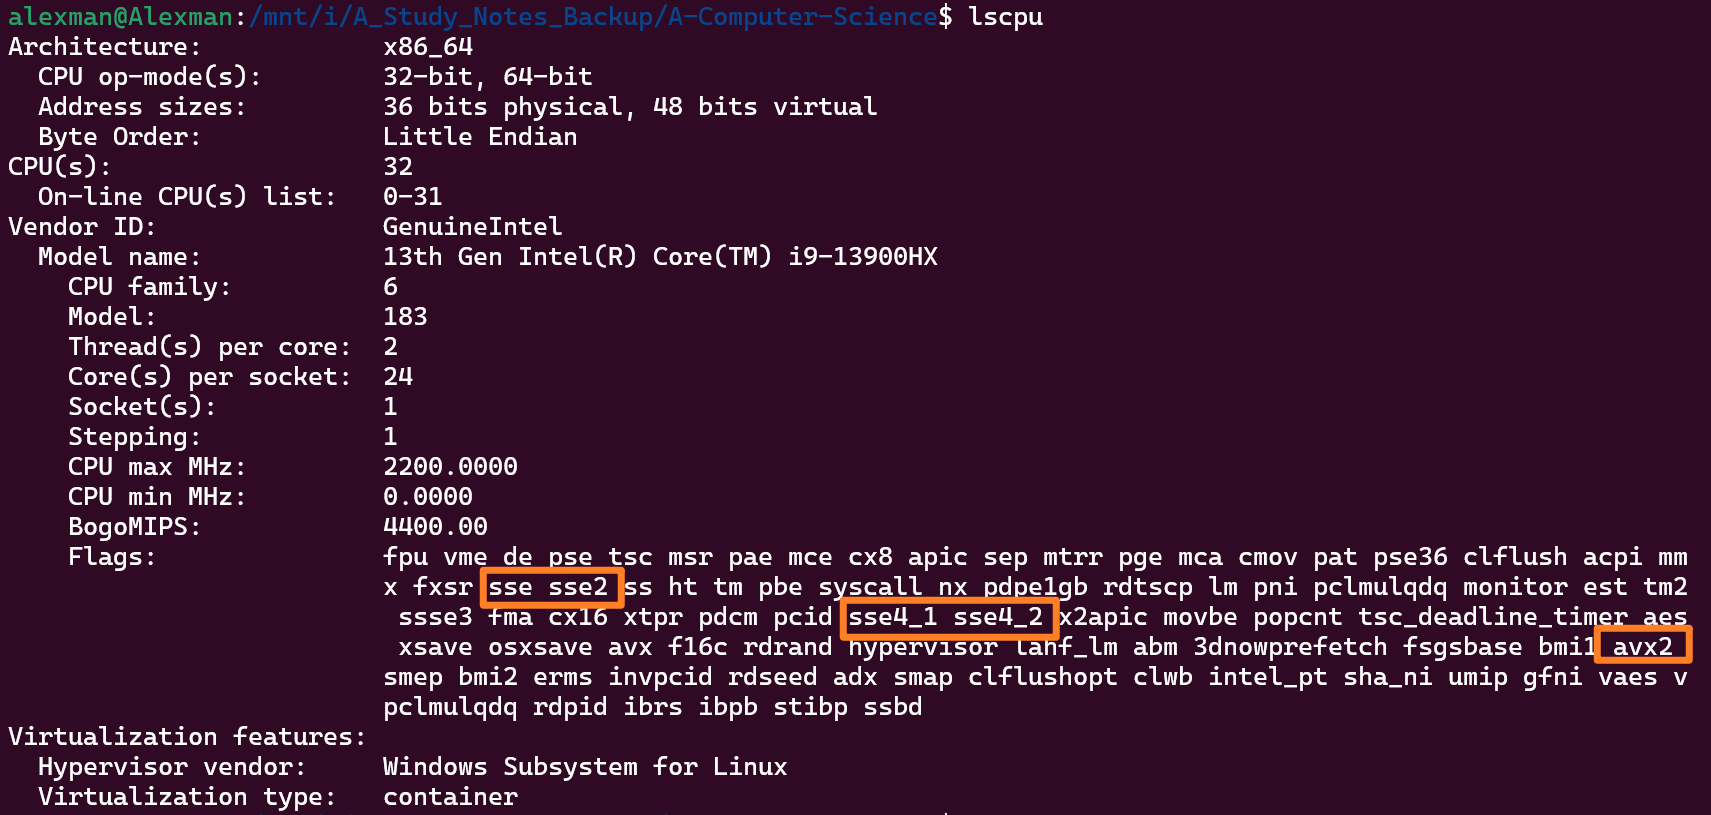 alexman@Alexman:/mnt/i/A_Study_Notes_Backup/A-Computer-Science$ lscpu
Architecture:            x86_64
  CPU op-mode(s):        32-bit, 64-bit
  Address sizes:         36 bits physical, 48 bits virtual
  Byte Order:            Little Endian
CPU(s):                  32
  On-line CPU(s) list:   0-31
Vendor ID:               GenuineIntel
  Model name:            13th Gen Intel(R) Core(TM) i9-13900HX
    CPU family:          6
    Model:               183
    Thread(s) per core:  2
    Core(s) per socket:  24
    Socket(s):           1
    Stepping:            1
    CPU max MHz:         2200.0000
    CPU min MHz:         0.0000
    BogoMIPS:            4400.00
    Flags:               fpu vme de pse tsc msr pae mce cx8 apic sep mtrr pge mca cmov pat pse36 clflush acpi mm
                         x fxsr sse sse2 ss ht tm pbe syscall nx pdpe1gb rdtscp lm pni pclmulqdq monitor est tm2
                          ssse3 fma cx16 xtpr pdcm pcid sse4_1 sse4_2 x2apic movbe popcnt tsc_deadline_timer aes
                          xsave osxsave avx f16c rdrand hypervisor lahf_lm abm 3dnowprefetch fsgsbase bmi1 avx2
                         smep bmi2 erms invpcid rdseed adx smap clflushopt clwb intel_pt sha_ni umip gfni vaes v
                         pclmulqdq rdpid ibrs ibpb stibp ssbd
Virtualization features:
  Hypervisor vendor:     Windows Subsystem for Linux
  Virtualization type:   container